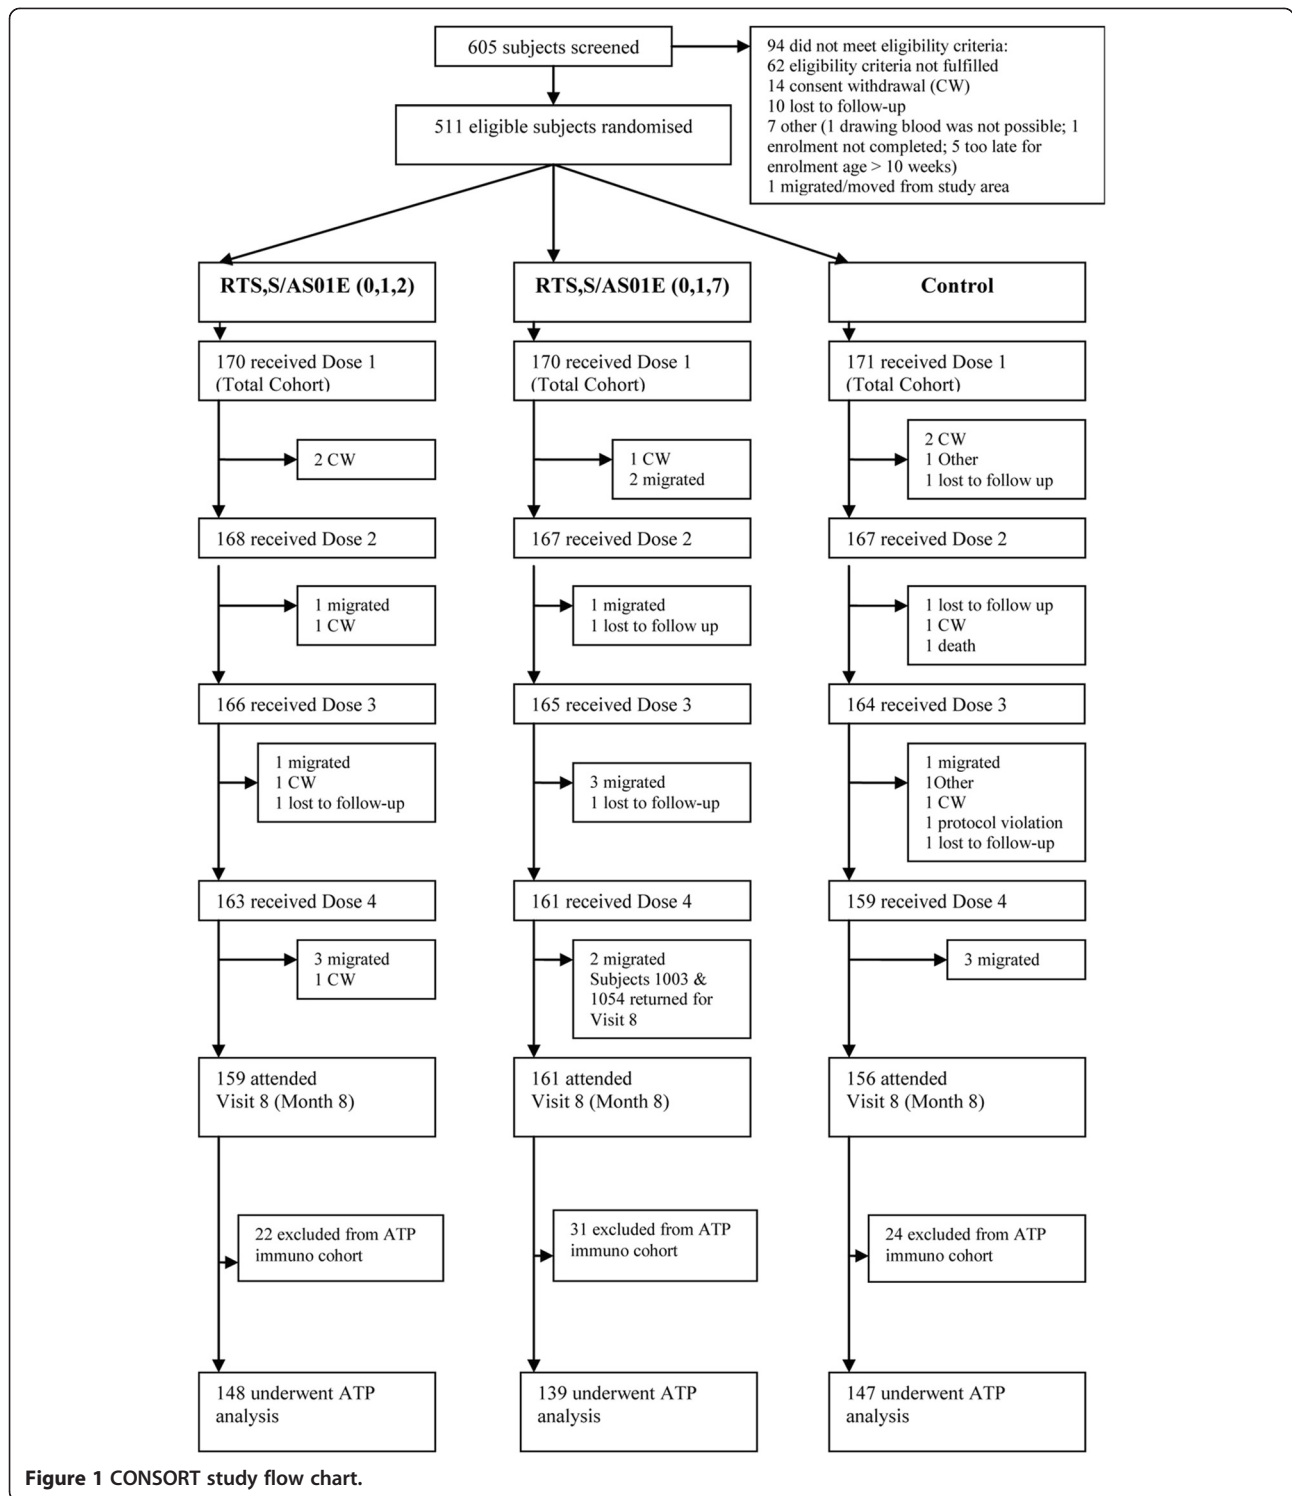 605 subjects screened
94 did not meet eligibility criteria:
62 eligibility criteria not fulfilled
14 consent withdrawal (CW)
10 lost to follow-up
7 other (1 drawing blood was not possible; 1
enrolment not completed; 5 too late for
enrolment age > 10 weeks)
1 migrated/moved from study area
511 eligible subjects randomised
RTS,S/AS01E (0,1,2)
RTS,S/AS01E (0,1,7)
Control
170 received Dose 1
(Total Cohort)
170 received Dose 1
(Total Cohort)
171 received Dose 1
(Total Cohort)
2 CW
1 CW
2 migrated
2 CW
1 Other
1 lost to follow up
168 received Dose 2
167 received Dose 2
167 received Dose 2
1 migrated
1 CW
1 migrated
1 lost to follow up
1 lost to follow up
1 CW
1 death
166 received Dose 3
165 received Dose 3
164 received Dose 3
1 migrated
1 CW
1 lost to follow-up
3 migrated
1 lost to follow-up
1 migrated
1Other
1 CW
1 protocol violation
1 lost to follow-up
163 received Dose 4
161 received Dose 4
159 received Dose 4
3 migrated
1 CW
2 migrated
Subjects 1003 &
1054 returned for
Visit 8
3 migrated
159 attended
Visit 8 (Month 8)
161 attended
Visit 8 (Month 8)
156 attended
Visit 8 (Month 8)
22 excluded from ATP
immuno cohort
31 excluded from ATP
immuno cohort
24 excluded from ATP
immuno cohort
148 underwent ATP
analysis
139 underwent ATP
analysis
147 underwent ATP
analysis
Figure 1 CONSORT study flow chart.